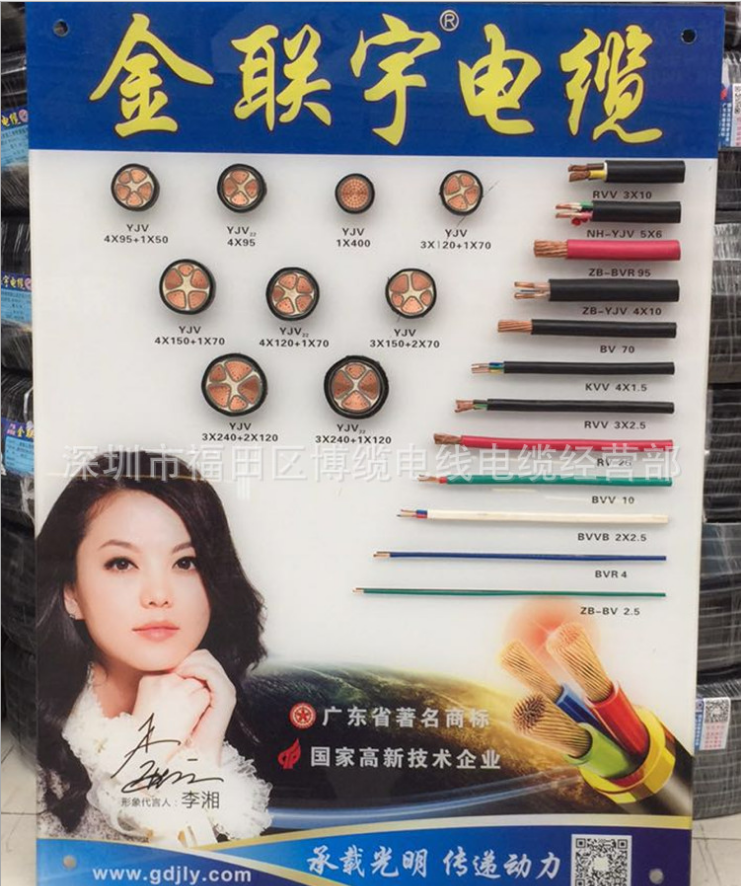 金联宇®电缆
YJV
4X95+1X50
YJV22
4X95
YJV
1X400
YJV
3X120+1X70
RVV 3X10
NH-YJV 5X6
ZB-BVR 95
ZB-YJV 4X10
BV 70
KVV 4X1.5
RVV 3X2.5
RV-25
BVV 10
BVVB 2X2.5
BVR 4
ZB-BV 2.5
YJV
4X150+1X70
YJV22
4X120+1X70
YJV
3X150+2X70
YJV
3X240+2X120
YJV22
3X240+1X120
深圳市福田区博缆电线电缆经营部
广东省著名商标
国家高新技术企业
形象代言人：李湘
www.gdjly.com
承载光明 传递动力